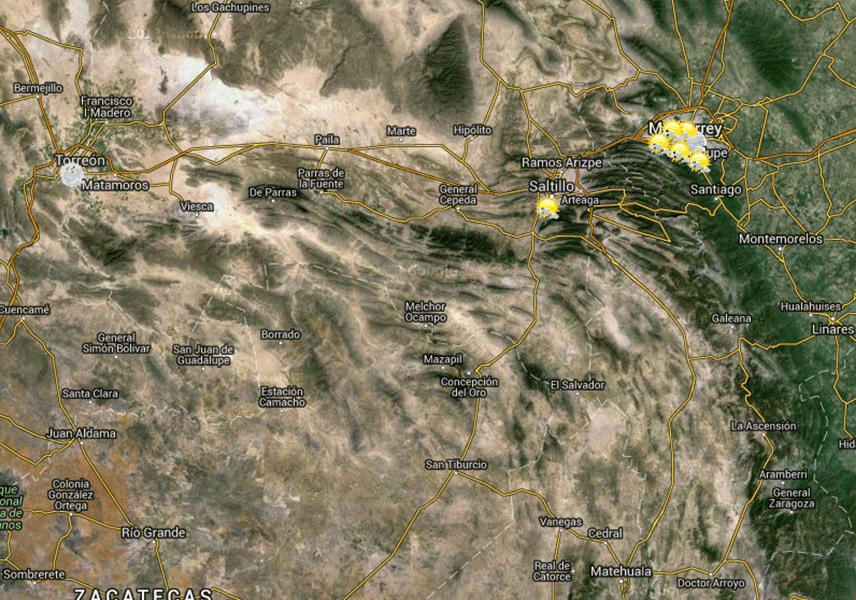 Los Gachupines
Bermejillo
Francisco
I Madero
Torreón
Matamoros
Paila
Marte
Hipólito
Ramos Arizpe
Saltillo
Arteaga
Santiago
Parras de
la Fuente
De Parras
General
Cepeda
Viesca
Montemorelos
Cuencamé
Melchor
Ocampo
Galeana
Hualahuises
Linares
General
Simón Bolivar
San Juan de
Guadalupe
Borrado
Mazapil
Concepción
del Oro
El Salvador
Santa Clara
Estación
Camacho
Juan Aldama
La Ascensión
San Tiburcio
Aramberri
General
Zaragoza
Colonia
González
Ortega
Río Grande
Vanegas
Cedral
Real de
Catorce
Matehuala
Doctor Arroyo
Sombrerete
ZACATECAS